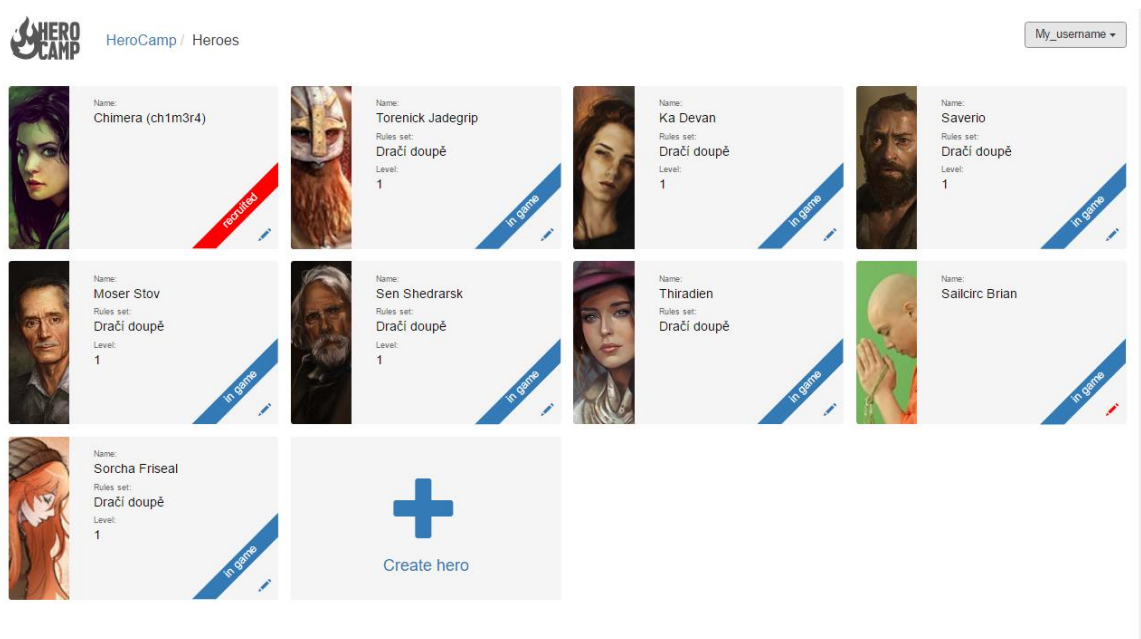 HERO
CAMP
HeroCamp / Heroes
My_username
Name:
Chimera (ch1m3r4)
recruited
Name:
Torenick Jadegrip
Rules set:
Dračí doupě
Level:
1
in game
Name:
Ka Devan
Rules set:
Dračí doupě
Level:
1
in game
Name:
Saverio
Rules set:
Dračí doupě
Level:
1
in game
Name:
Moser Stov
Rules set:
Dračí doupě
Level:
1
in game
Name:
Sen Shedrarsk
Rules set:
Dračí doupě
Level:
1
in game
Name:
Thiradien
Rules set:
Dračí doupě
in game
Name:
Sailcirc Brian
in game
Name:
Sorcha Friseal
Rules set:
Dračí doupě
Level:
1
in game
Create hero